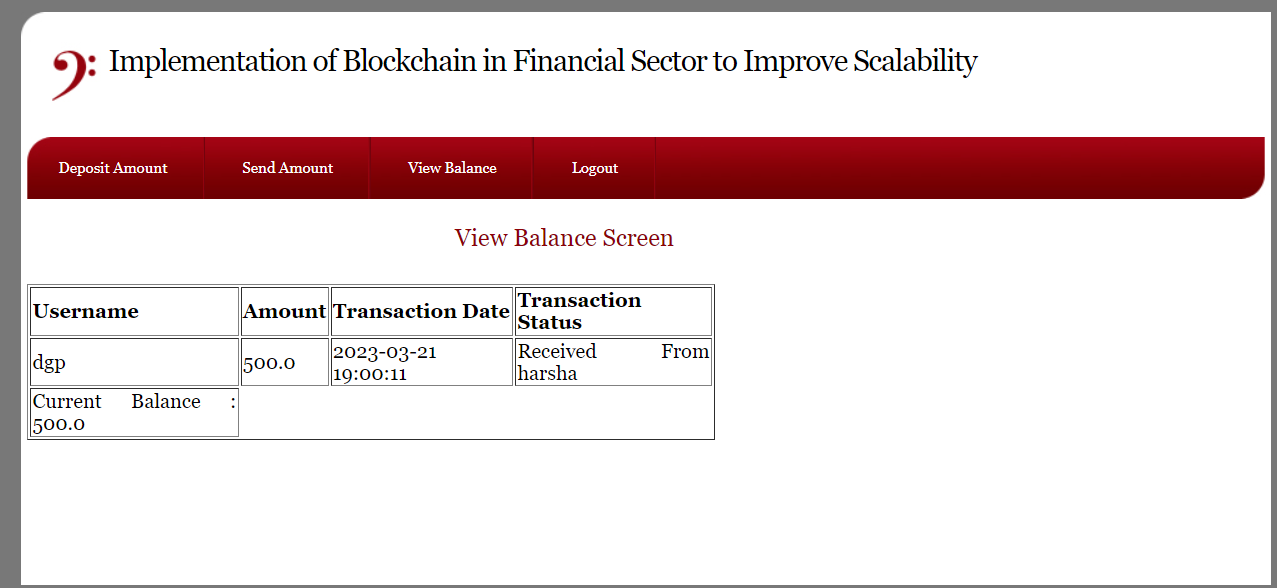 Implementation of Blockchain in Financial Sector to Improve Scalability
Deposit Amount Send Amount View Balance Logout
View Balance Screen
Username Amount Transaction Date Transaction Status
dgp 500.0 2023-03-21 19:00:11 Received From harsha
Current Balance : 500.0